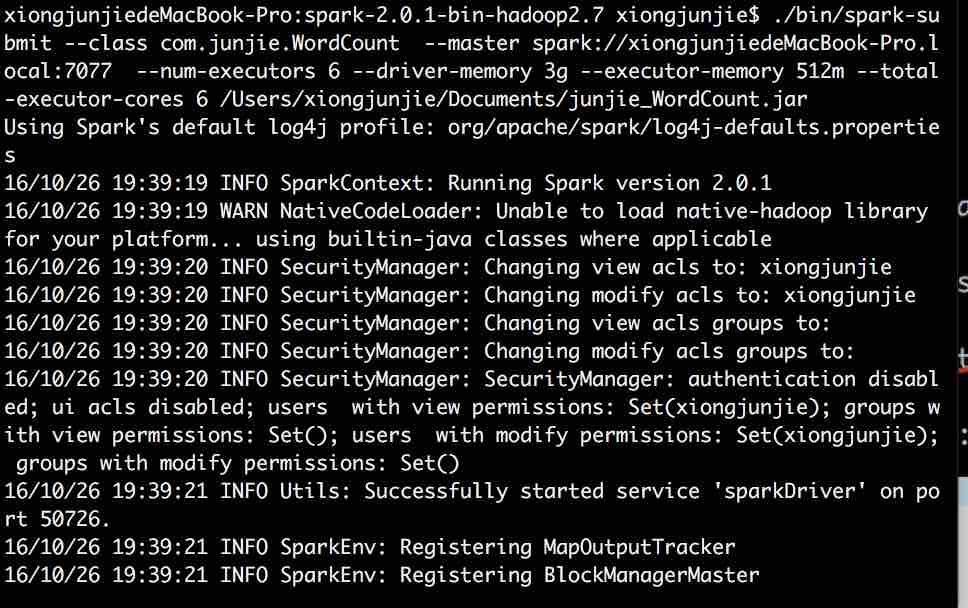 xiongjunjiedeMacBook-Pro:spark-2.0.1-bin-hadoop2.7 xiongjunjie$ ./bin/spark-su
bmit --class com.junjie.WordCount  --master spark://xiongjunjiedeMacBook-Pro.l
ocal:7077  --num-executors 6 --driver-memory 3g --executor-memory 512m --total
-executor-cores 6 /Users/xiongjunjie/Documents/junjie_WordCount.jar
Using Spark's default log4j profile: org/apache/spark/log4j-defaults.propertie
s
16/10/26 19:39:19 INFO SparkContext: Running Spark version 2.0.1
16/10/26 19:39:19 WARN NativeCodeLoader: Unable to load native-hadoop library
for your platform... using builtin-java classes where applicable
16/10/26 19:39:20 INFO SecurityManager: Changing view acls to: xiongjunjie
16/10/26 19:39:20 INFO SecurityManager: Changing modify acls to: xiongjunjie
16/10/26 19:39:20 INFO SecurityManager: Changing view acls groups to:
16/10/26 19:39:20 INFO SecurityManager: Changing modify acls groups to:
16/10/26 19:39:20 INFO SecurityManager: SecurityManager: authentication disabl
ed; ui acls disabled; users  with view permissions: Set(xiongjunjie); groups w
ith view permissions: Set(); users  with modify permissions: Set(xiongjunjie);
 groups with modify permissions: Set()
16/10/26 19:39:21 INFO Utils: Successfully started service 'sparkDriver' on po
rt 50726.
16/10/26 19:39:21 INFO SparkEnv: Registering MapOutputTracker
16/10/26 19:39:21 INFO SparkEnv: Registering BlockManagerMaster